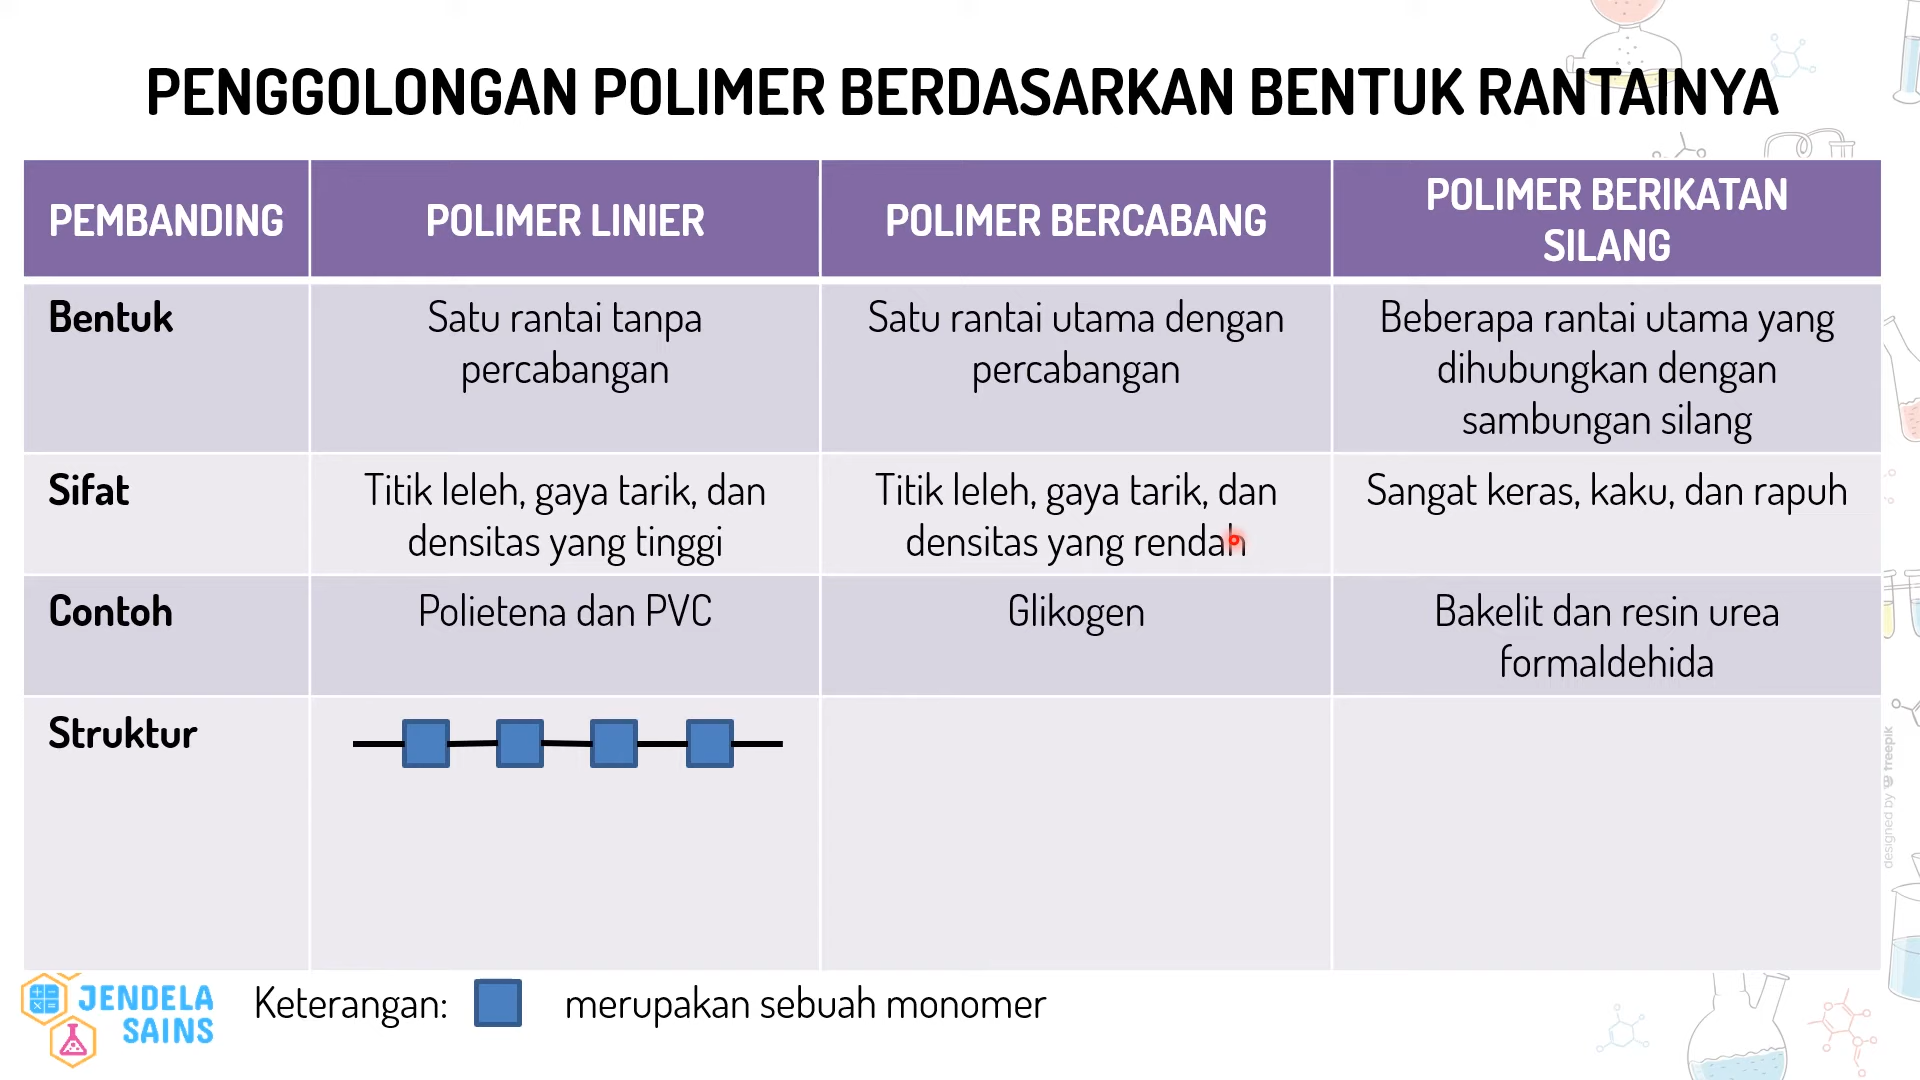 PENGGOLONGAN POLIMER BERDASARKAN BENTUK RANTAINYA
PEMBANDING
POLIMER LINIER
POLIMER BERCABANG
POLIMER BERIKATAN
SILANG
Bentuk
Satu rantai tanpa
percabangan
Satu rantai utama dengan
percabangan
Beberapa rantai utama yang
dihubungkan dengan
sambungan silang
Sifat
Titik leleh, gaya tarik, dan
densitas yang tinggi
Titik leleh, gaya tarik, dan
densitas yang rendah
Sangat keras, kaku, dan rapuh
Contoh
Polietena dan PVC
Glikogen
Bakelit dan resin urea
formaldehida
Struktur
JENDELA
SAINS
Keterangan: merupakan sebuah monomer
designed by freepik